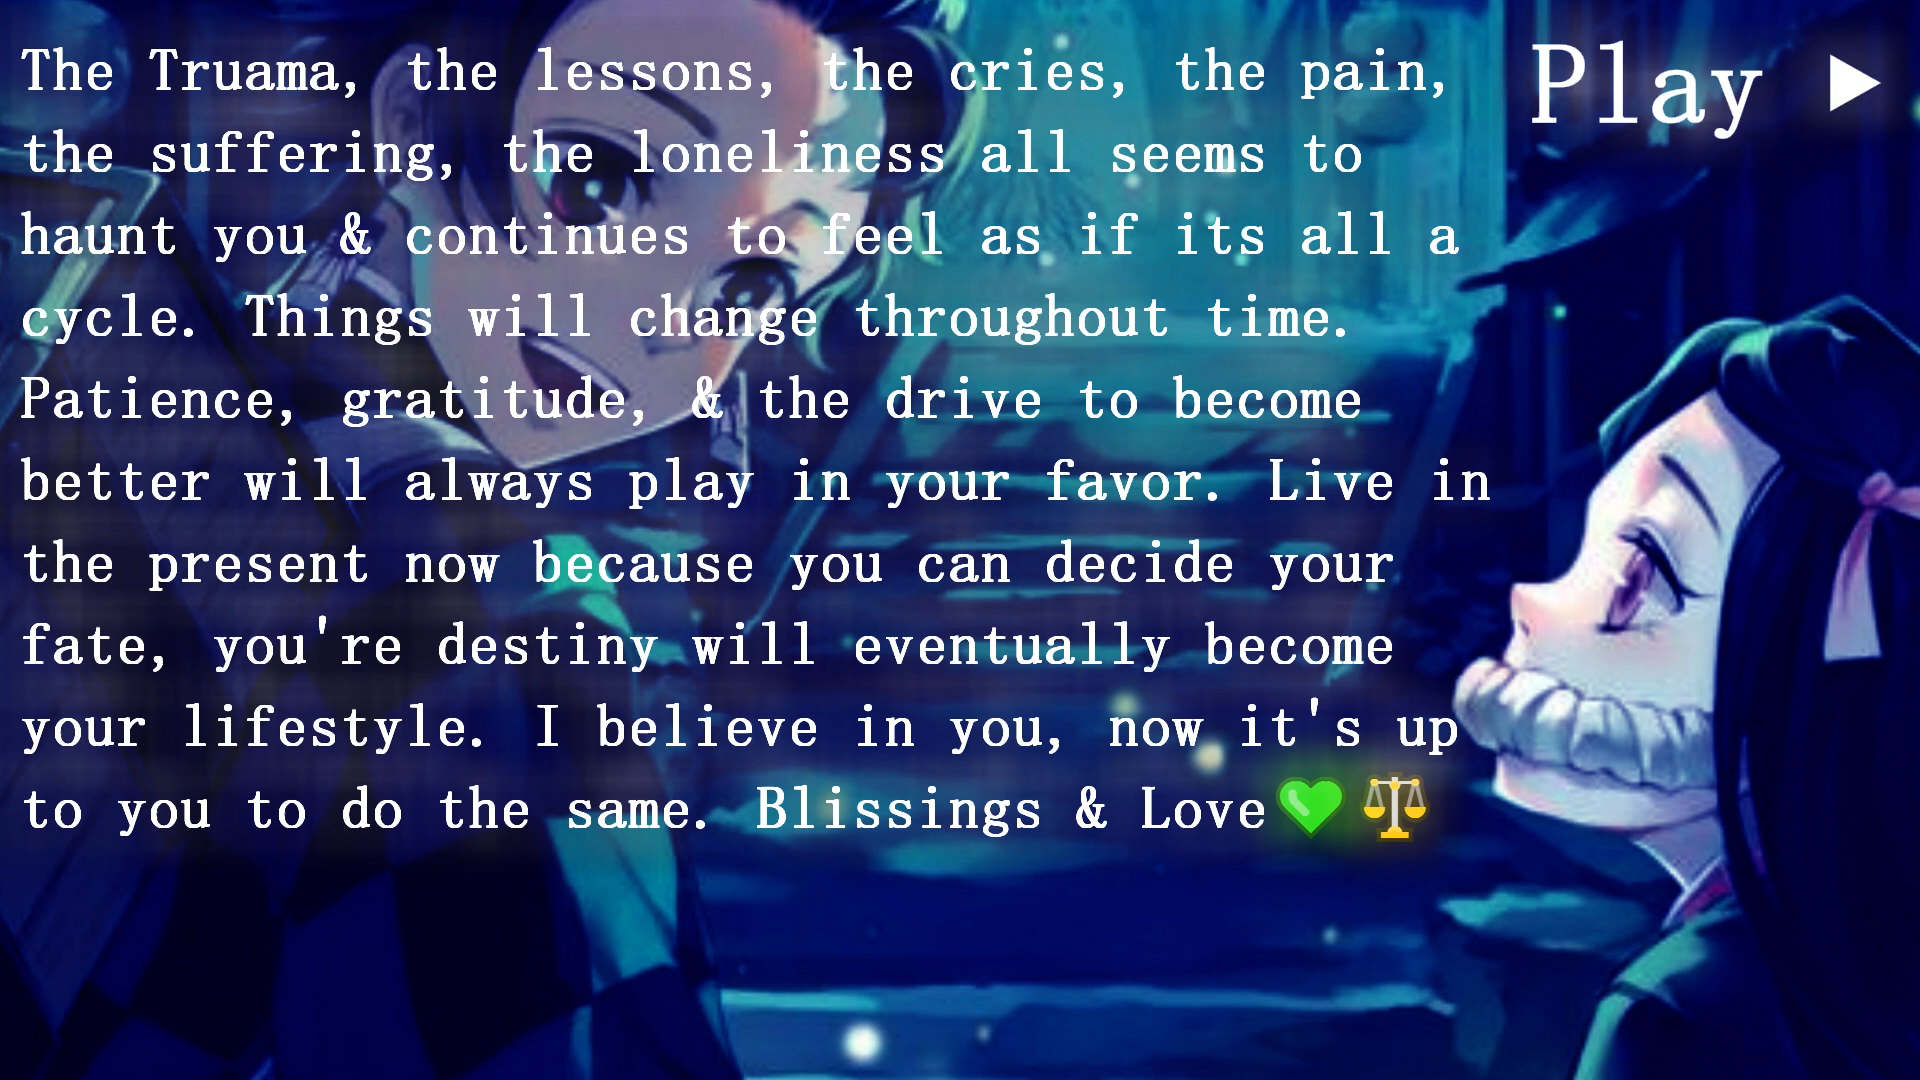 The Truama, the lessons, the cries, the pain,
the suffering, the loneliness all seems to
haunt you & continues to feel as if its all a
cycle. Things will change throughout time.
Patience, gratitude, & the drive to become
better will always play in your favor. Live in
the present now because you can decide your
fate, you're destiny will eventually become
your lifestyle. I believe in you, now it's up
to you to do the same. Blissings & Love💚⚖️
Play ▶